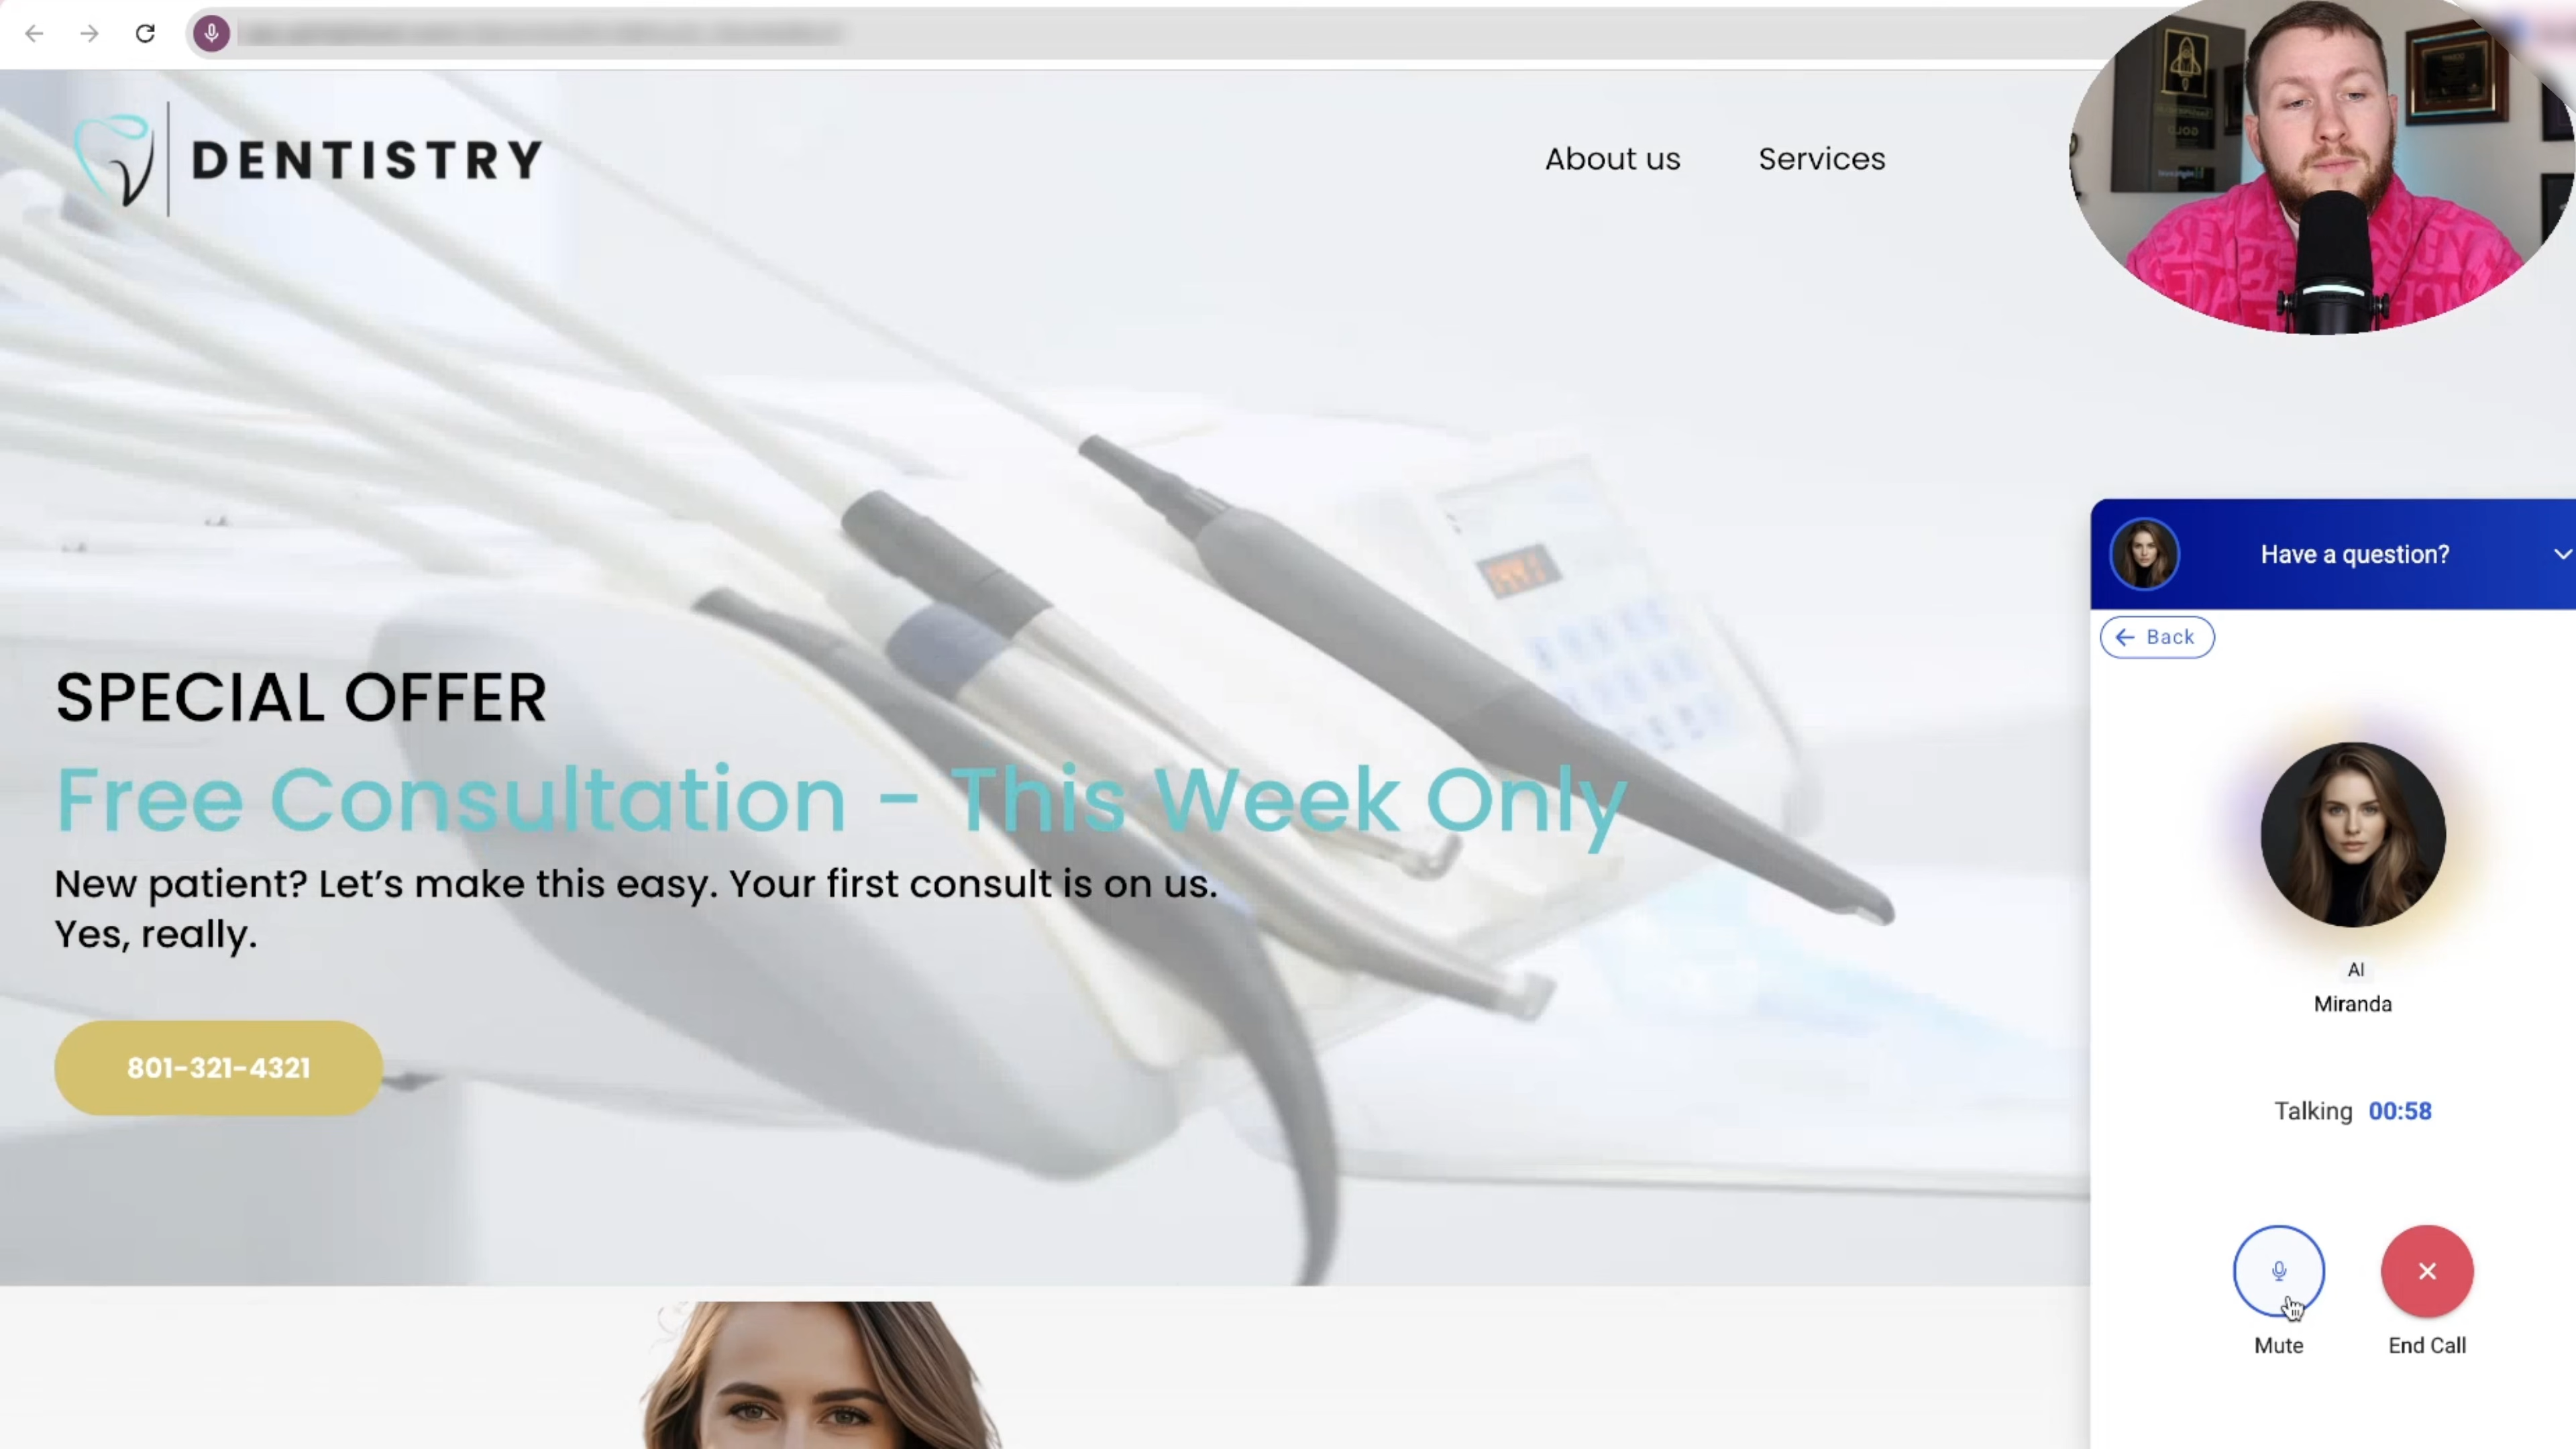 DENTISTRY
About us
Services
GOLD
Have a question?
Back
SPECIAL OFFER
Free Consultation - This Week Only
New patient? Let's make this easy. Your first consult is on us.
Yes, really.
801-321-4321
AI
Miranda
Talking 00:58
Mute
End Call